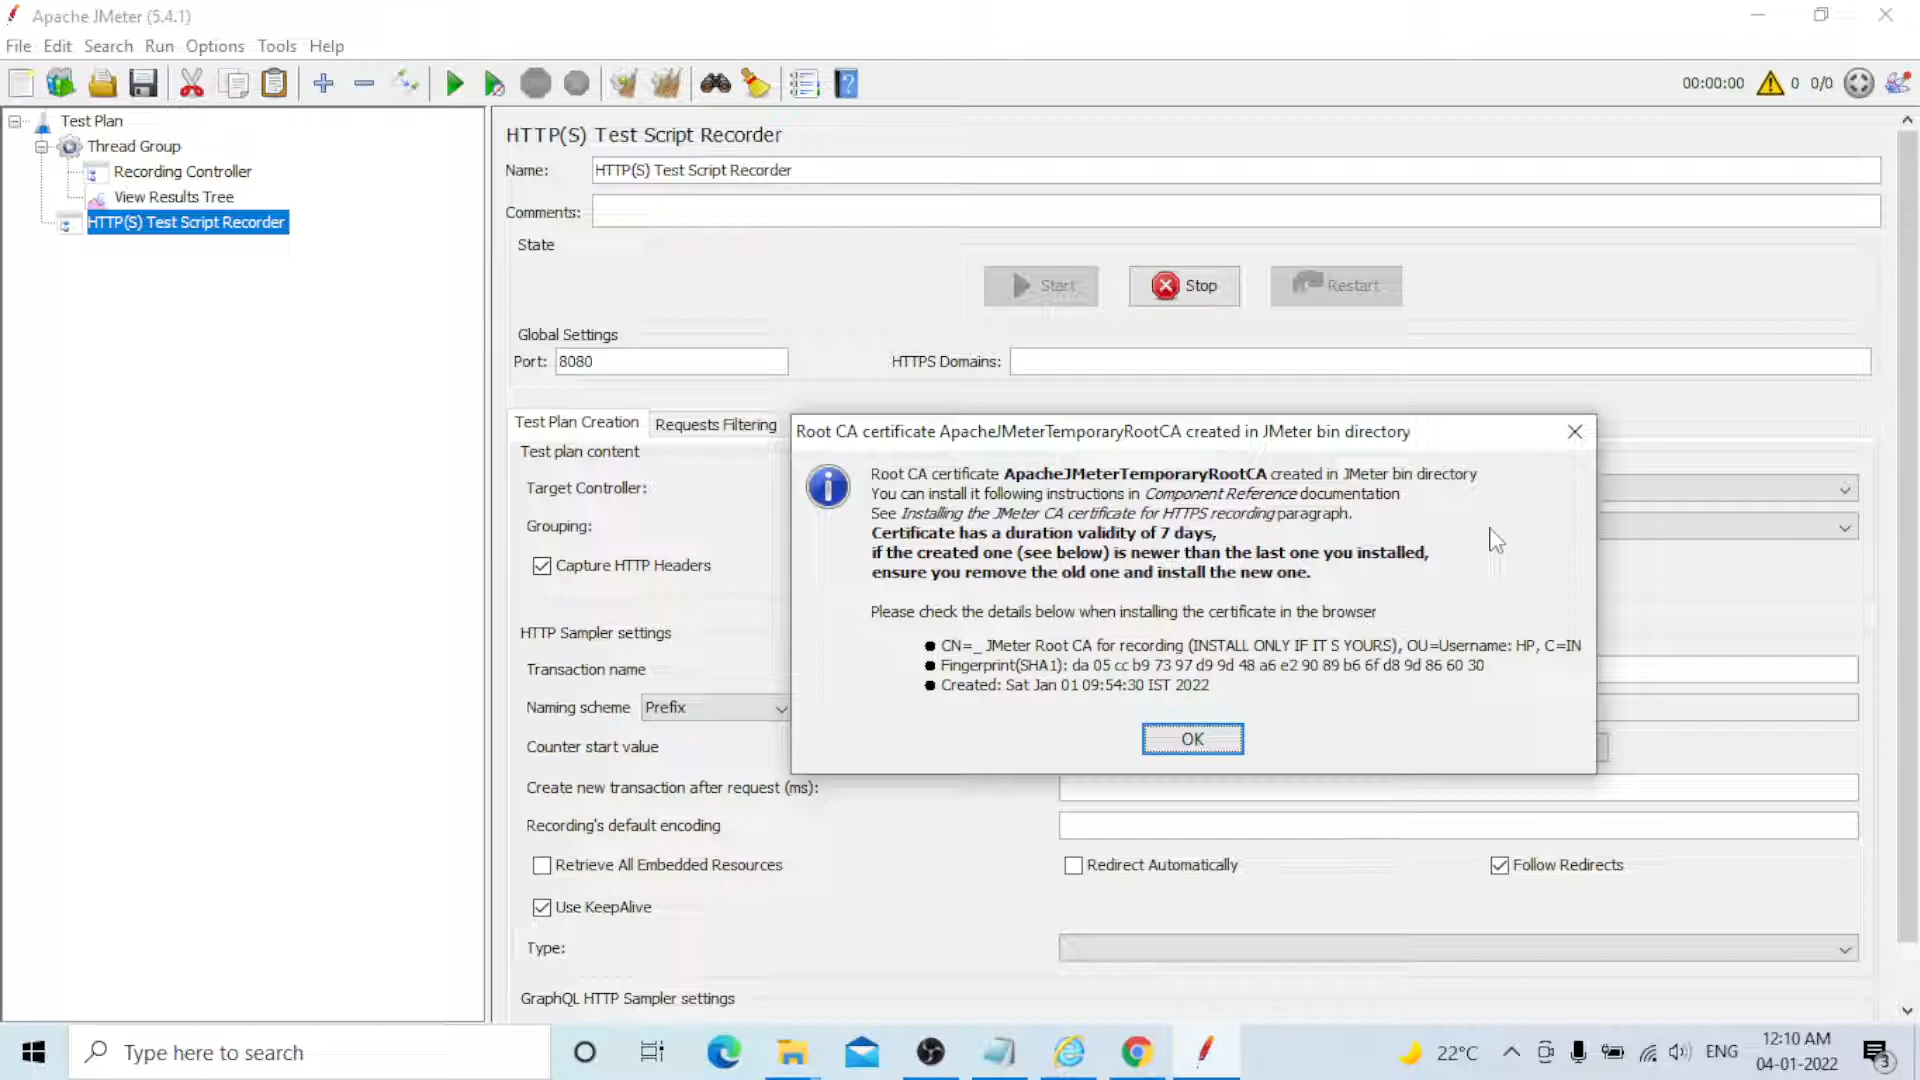 Apache JMeter (5.4.1)
File Edit Search Run Options Tools Help
00:00:00 0 0/0
Test Plan
Thread Group
Recording Controller
View Results Tree
HTTP(S) Test Script Recorder
HTTP(S) Test Script Recorder
Name: HTTP(S) Test Script Recorder
Comments:
State
Start Stop Restart
Global Settings
Port: 8080 HTTPS Domains:
Test Plan Creation Requests Filtering
Test plan content
Target Controller:
Grouping:
Capture HTTP Headers
HTTP Sampler settings
Transaction name
Naming scheme Prefix
Counter start value
Create new transaction after request (ms):
Recording's default encoding
Retrieve All Embedded Resources Redirect Automatically Follow Redirects
Use KeepAlive
Type:
GraphQL HTTP Sampler settings
Root CA certificate ApacheJMeterTemporaryRootCA created in JMeter bin directory
Root CA certificate ApacheJMeterTemporaryRootCA created in JMeter bin directory
You can install it following instructions in Component Reference documentation
See Installing the JMeter CA certificate for HTTPS recording paragraph.
Certificate has a duration validity of 7 days,
if the created one (see below) is newer than the last one you installed,
ensure you remove the old one and install the new one.
Please check the details below when installing the certificate in the browser
CN=_ JMeter Root CA for recording (INSTALL ONLY IF IT S YOURS), OU=Username: HP, C=IN
Fingerprint(SHA1): da 05 cc b9 73 97 d9 9d 48 a6 e2 90 89 b6 6f d8 9d 86 60 30
Created: Sat Jan 01 09:54:30 IST 2022
OK
Type here to search
22°C ENG
12:10 AM
04-01-2022
3